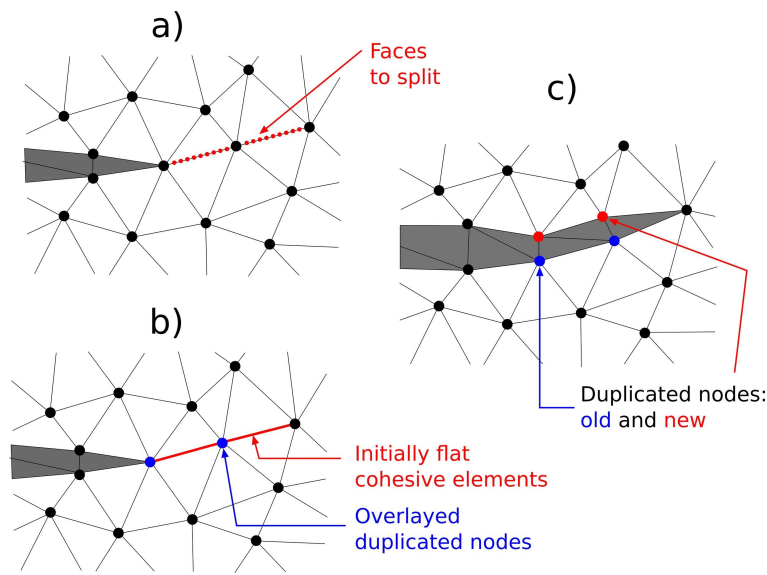 a)
Faces
to split
c)
b)
Initially flat
cohesive elements
Overlayed
duplicated nodes
Duplicated nodes:
old and new